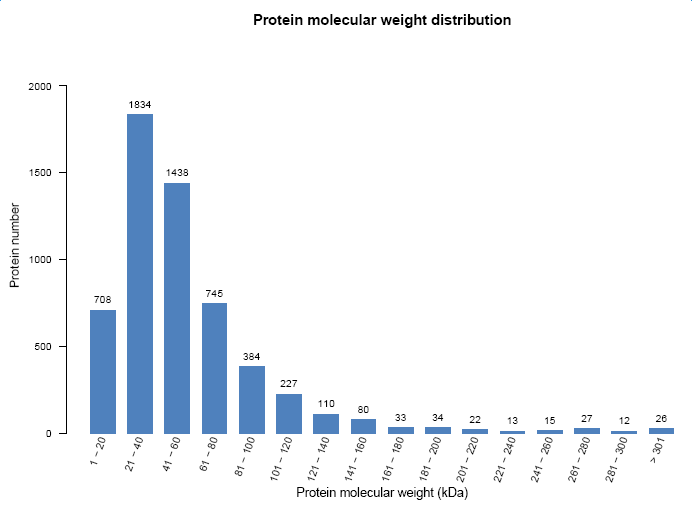 Protein molecular weight distribution
Protein number
2000
1500
1000
500
0
708
1834
1438
745
384
227
110
80
33
34
22
13
15
27
12
26
1 – 20
21 – 40
41 – 60
61 – 80
81 – 100
101 – 120
121 – 140
141 – 160
161 – 180
181 – 200
201 – 220
221 – 240
241 – 260
261 – 280
281 – 300
> 301
Protein molecular weight (kDa)